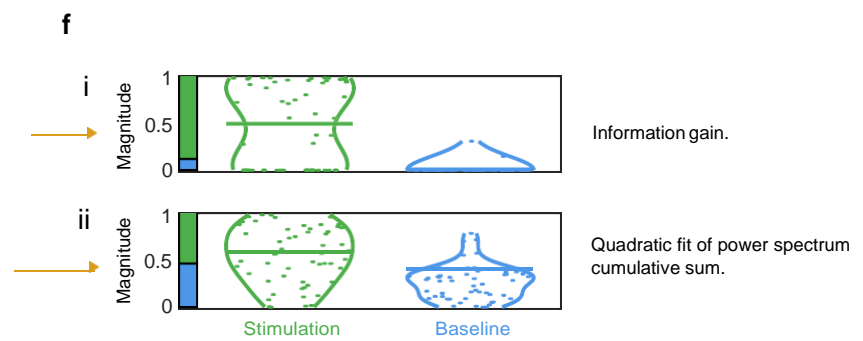 f
i
Magnitude
1
0.5
0
Information gain.
ii
Magnitude
1
0.5
0
Quadratic fit of power spectrum
cumulative sum.
Stimulation Baseline